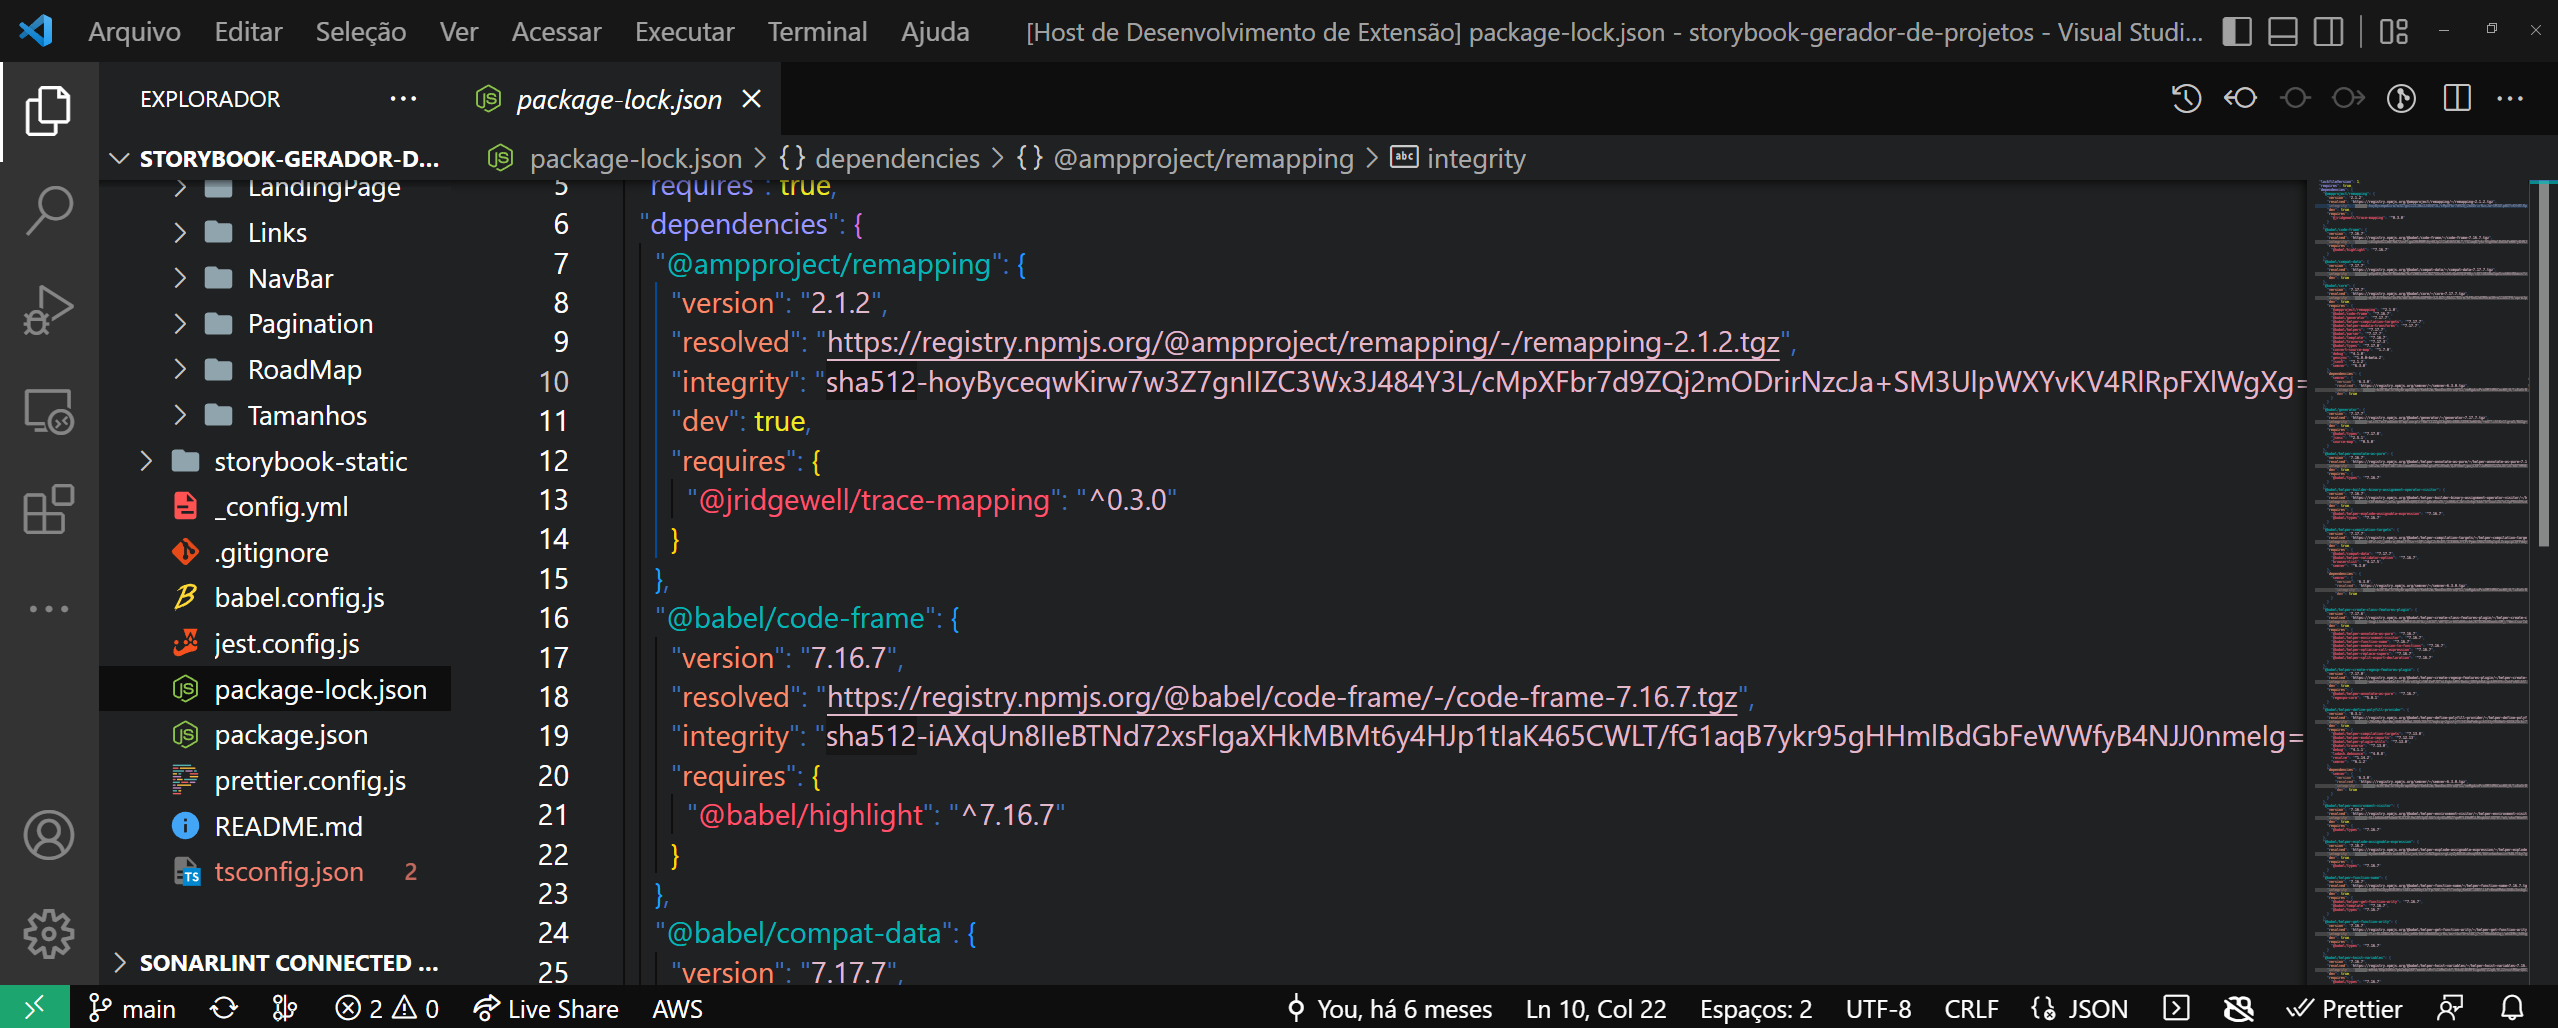 Arquivo Editar Seleção Ver Acessar Executar Terminal Ajuda [Host de Desenvolvimento de Extensão] package-lock.json - storybook-gerador-de-projetos - Visual Studi...
EXPLORADOR
package-lock.json
STORYBOOK-GERADOR-D...
LandingPage
Links
NavBar
Pagination
RoadMap
Tamanhos
storybook-static
_config.yml
.gitignore
babel.config.js
jest.config.js
package-lock.json
package.json
prettier.config.js
README.md
tsconfig.json 2
SONARLINT CONNECTED ...
package-lock.json > {} dependencies > {} @ampproject/remapping > abc integrity
5 "requires": true,
6 "dependencies": {
7 "@ampproject/remapping": {
8 "version": "2.1.2",
9 "resolved": "https://registry.npmjs.org/@ampproject/remapping/-/remapping-2.1.2.tgz",
10 "integrity": "sha512-hoyByceqwKirw7w3Z7gnIIZC3Wx3J484Y3L/cMpXFbr7d9ZQj2mODrirNzcJa+SM3UlpWXYvKV4RlRpFXlWgXg=
11 "dev": true,
12 "requires": {
13 "@jridgewell/trace-mapping": "^0.3.0"
14 }
15 },
16 "@babel/code-frame": {
17 "version": "7.16.7",
18 "resolved": "https://registry.npmjs.org/@babel/code-frame/-/code-frame-7.16.7.tgz",
19 "integrity": "sha512-iAXqUn8IIeBTNd72xsFlgaXHkMBMt6y4HJp1tIaK465CWLT/fG1aqB7ykr95gHHmlBdGbFeWWfyB4NJJ0nmeIg=
20 "requires": {
21 "@babel/highlight": "^7.16.7"
22 }
23 },
24 "@babel/compat-data": {
25 "version": "7.17.7",
main 2 0 Live Share AWS You, há 6 meses Ln 10, Col 22 Espaços: 2 UTF-8 CRLF JSON Prettier